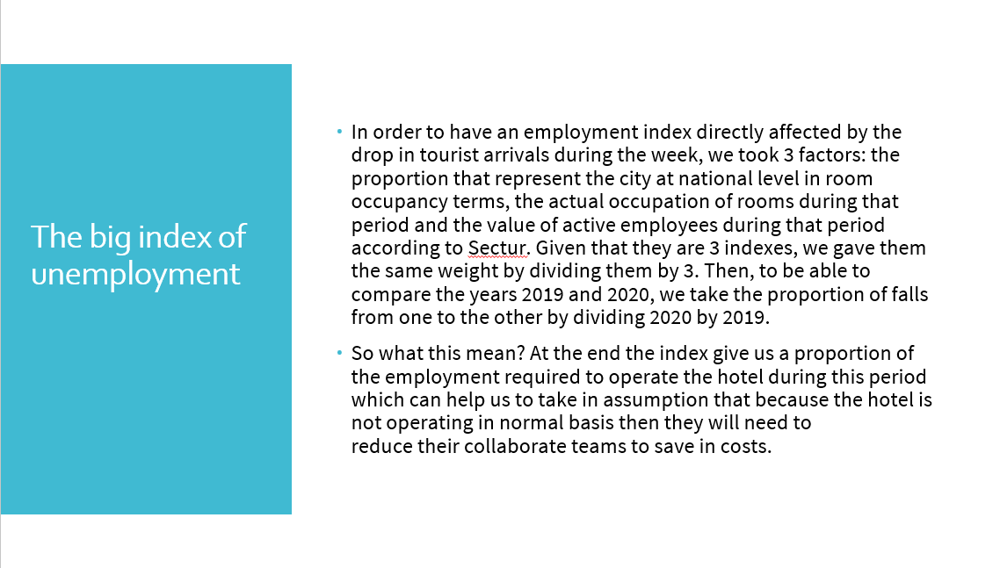 The big index of
unemployment
• In order to have an employment index directly affected by the
drop in tourist arrivals during the week, we took 3 factors: the
proportion that represent the city at national level in room
occupancy terms, the actual occupation of rooms during that
period and the value of active employees during that period
according to Sectur. Given that they are 3 indexes, we gave them
the same weight by dividing them by 3. Then, to be able to
compare the years 2019 and 2020, we take the proportion of falls
from one to the other by dividing 2020 by 2019.
• So what this mean? At the end the index give us a proportion of
the employment required to operate the hotel during this period
which can help us to take in assumption that because the hotel is
not operating in normal basis then they will need to
reduce their collaborate teams to save in costs.